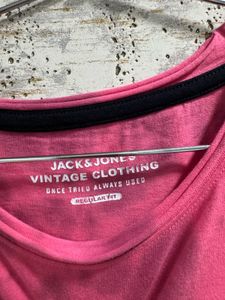 JACK&JONES
VINTAGE CLOTHING
ONCE TRIED ALWAYS USED
REGULAR FIT